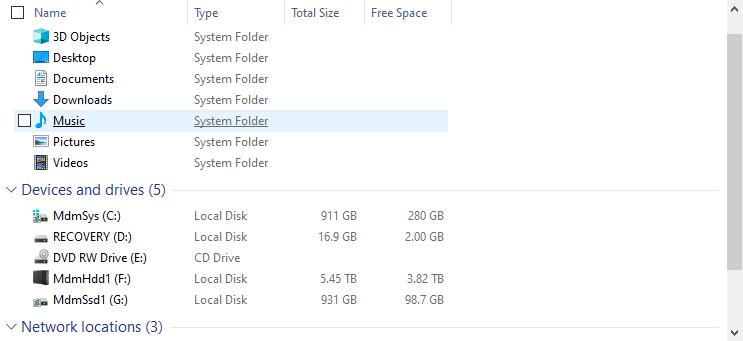 Name Type Total Size Free Space
3D Objects System Folder
Desktop System Folder
Documents System Folder
Downloads System Folder
Music System Folder
Pictures System Folder
Videos System Folder
Devices and drives (5)
MdmSys (C:) Local Disk 911 GB 280 GB
RECOVERY (D:) Local Disk 16.9 GB 2.00 GB
DVD RW Drive (E:) CD Drive
MdmHdd1 (F:) Local Disk 5.45 TB 3.82 TB
MdmSsd1 (G:) Local Disk 931 GB 98.7 GB
Network locations (3)